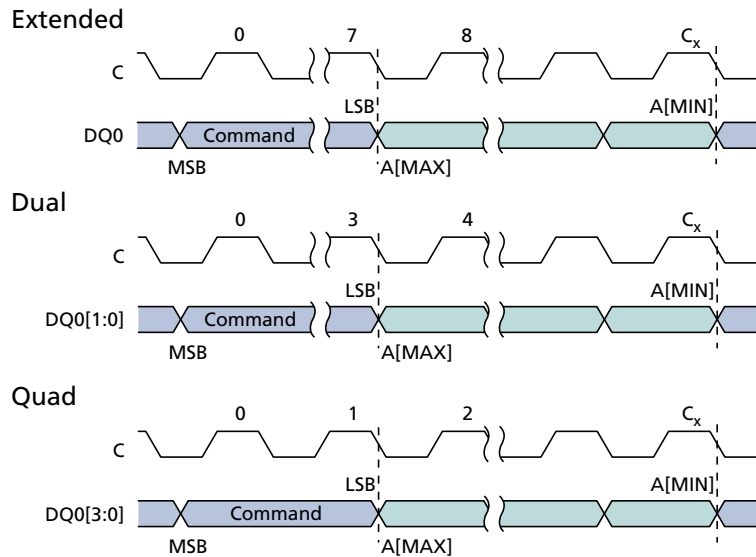 Extended
0 7 8 Cx
C
LSB A[MIN]
DQ0 Command
MSB A[MAX]
Dual
0 3 4 Cx
C
LSB A[MIN]
DQ0[1:0] Command
MSB A[MAX]
Quad
0 1 2 Cx
C
LSB A[MIN]
DQ0[3:0] Command
MSB A[MAX]